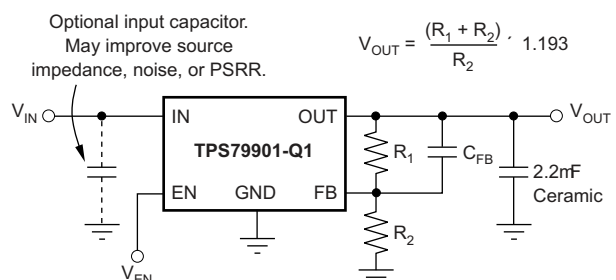 Optional input capacitor.
May improve source
impedance, noise, or PSRR.
V_OUT = (R_1 + R_2) / R_2 ´ 1.193
V_IN
IN
OUT
V_OUT
TPS79901-Q1
R_1
C_FB
2.2mF
Ceramic
EN
GND
FB
R_2
V_EN